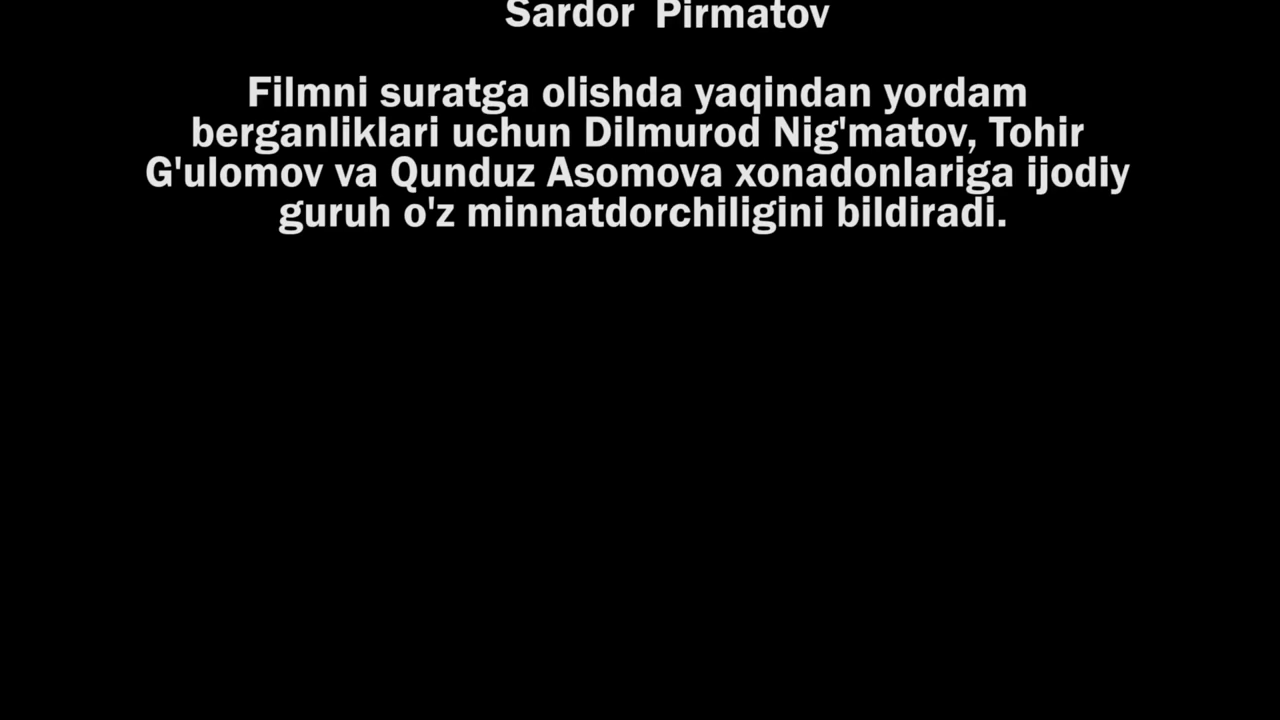 Sardor Pirmatov
Filmni suratga olishda yaqindan yordam
berganliklari uchun Dilmurod Nig'matov, Tohir
G'ulomov va Qunduz Asomova xonadonlariga ijodiy
guruh o'z minnatdorchiligini bildiradi.